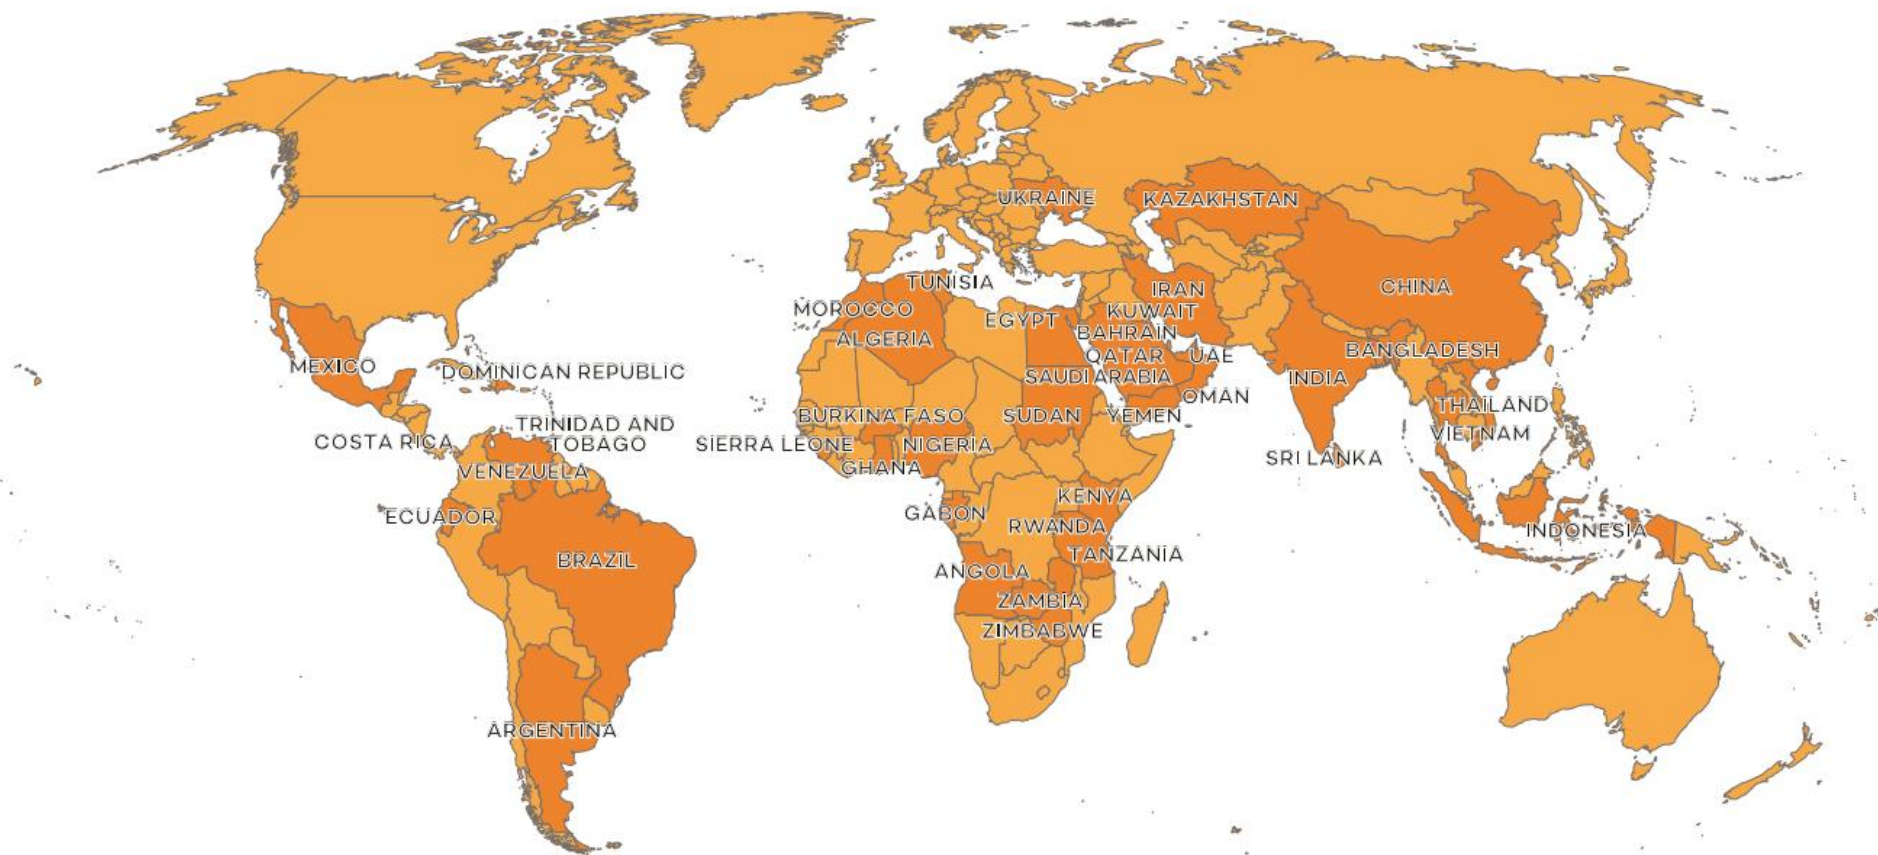 UKRAINE
KAZAKHSTAN
TUNISIA
CHINA
IRAN
MOROCCO
KUWAIT
EGYPT
BAHRAIN
ALGERIA
BANGLADESH
QATAR
UAE
MEXICO
DOMINICAN REPUBLIC
SAUDI ARABIA
INDIA
OMAN
THAILAND
BURKINA FASO
SUDAN
YEMEN
TRINIDAD AND
TOBAGO
VIETNAM
COSTA RICA
SIERRA LEONE
NIGERIA
SRI LANKA
GHANA
VENEZUELA
KENYA
GABON
ECUADOR
RWANDA
INDONESIA
TANZANIA
BRAZIL
ANGOLA
ZAMBIA
ZIMBABWE
ARGENTINA